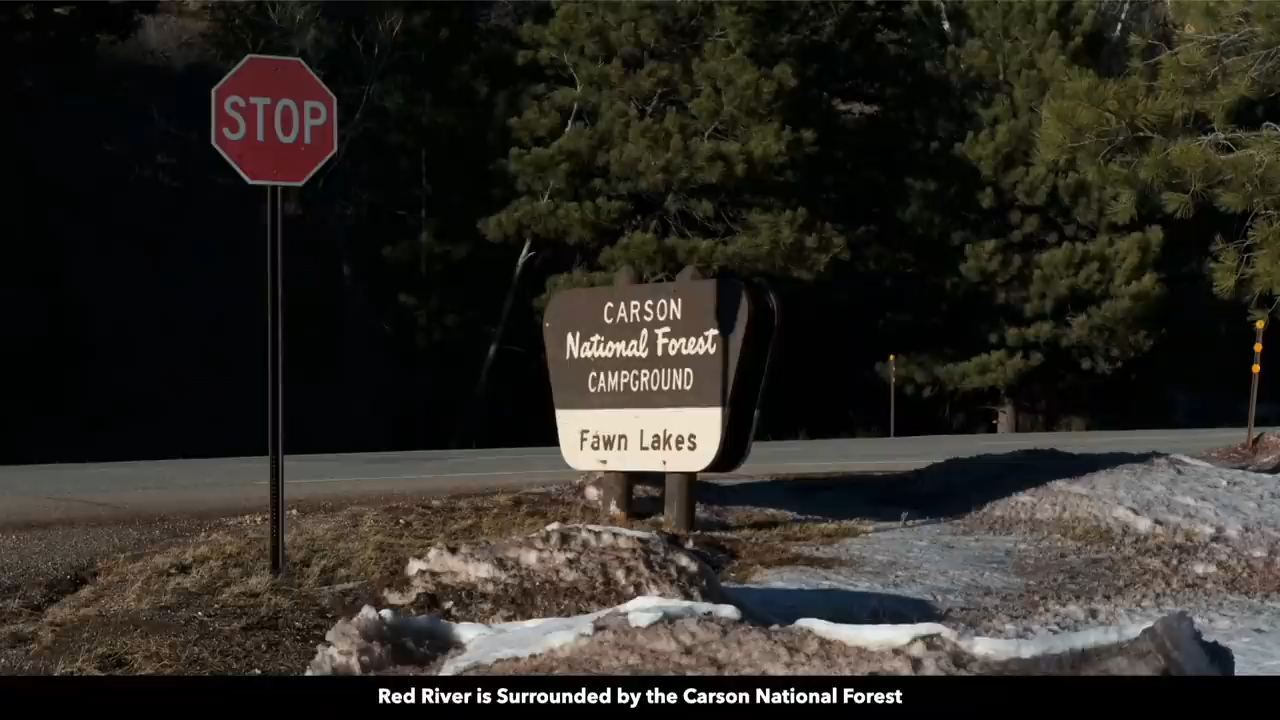 STOP
CARSON
National Forest
CAMPGROUND
Fawn Lakes
Red River is Surrounded by the Carson National Forest